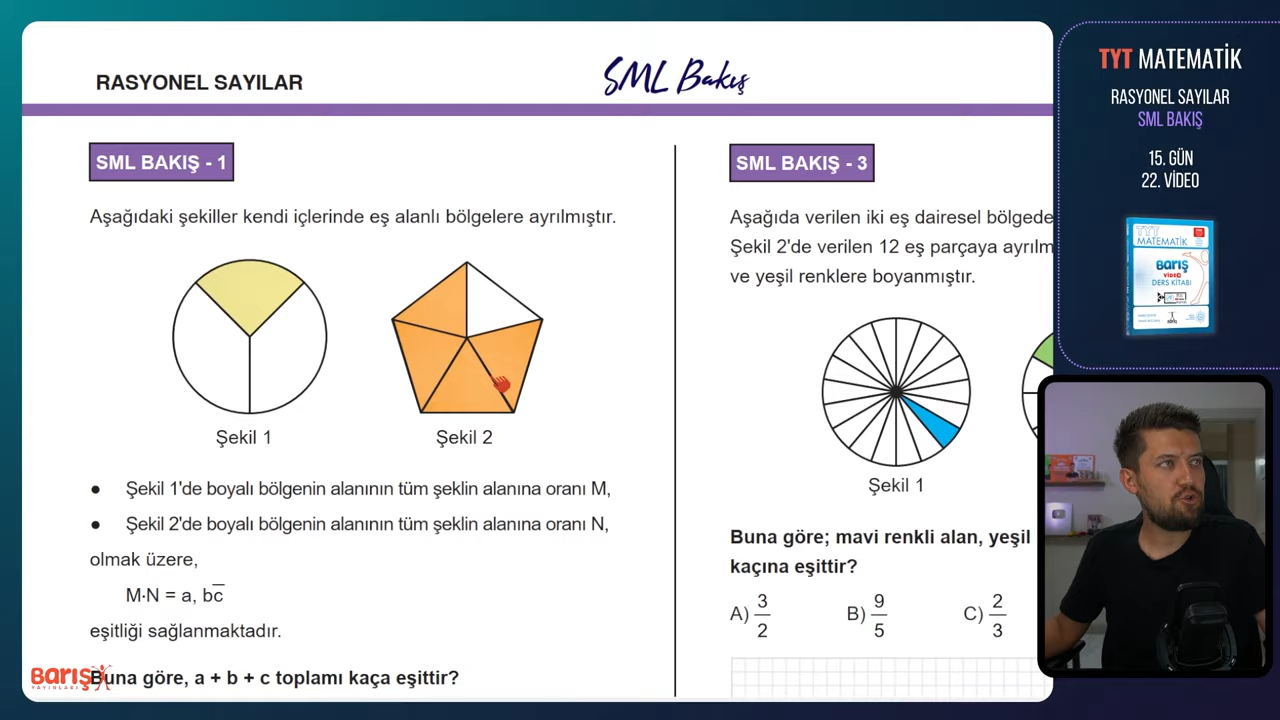 RASYONEL SAYILAR
SML Bakış
SML BAKIŞ - 1
Aşağıdaki şekiller kendi içlerinde eş alanlı bölgelere ayrılmıştır.
Şekil 1
Şekil 2
● Şekil 1'de boyalı bölgenin alanının tüm şeklin alanına oranı M,
● Şekil 2'de boyalı bölgenin alanının tüm şeklin alanına oranı N,
olmak üzere,
M·N = a, bc̅
eşitliği sağlanmaktadır.
Buna göre, a + b + c toplamı kaça eşittir?
BARIŞ
YAYINLARI
SML BAKIŞ - 3
Aşağıda verilen iki eş dairesel bölgede
Şekil 2'de verilen 12 eş parçaya ayrılm
ve yeşil renklere boyanmıştır.
Şekil 1
Buna göre; mavi renkli alan, yeşil
kaçına eşittir?
A) 3/2 B) 9/5 C) 2/3
TYT MATEMATİK
RASYONEL SAYILAR
SML BAKIŞ
15. GÜN
22. VİDEO
TYT
MATEMATİK
BARIŞ
VİDEO
DERS KİTABI